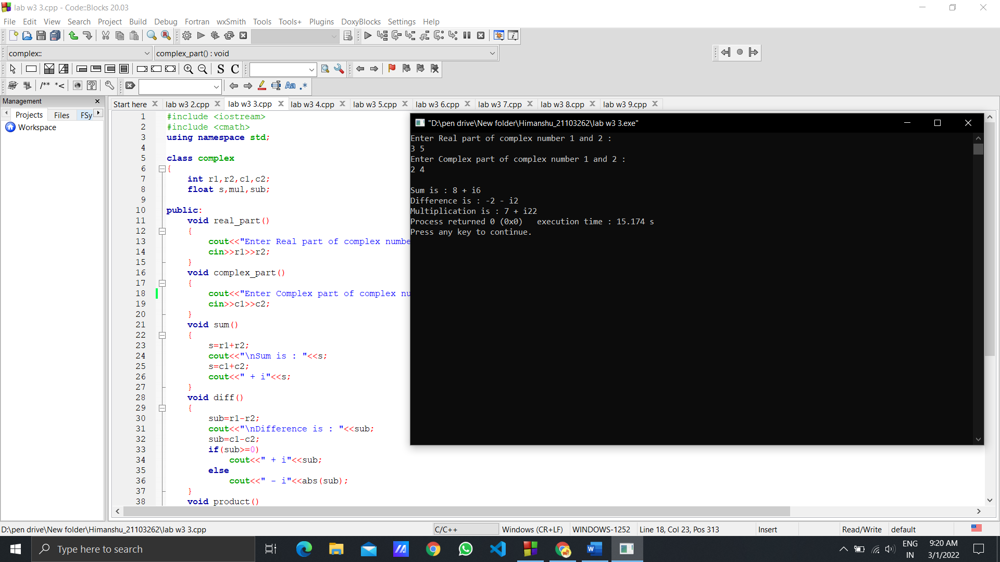 lab w3 3.cpp - Code::Blocks 20.03
File Edit View Search Project Build Debug Fortran wxSmith Tools Tools+ Plugins DoxyBlocks Settings Help
complex:: complex_part() : void
S C
/** *<
Aa .*
Management
Projects Files FSy
Workspace
Start here lab w3 2.cpp lab w3 3.cpp lab w3 4.cpp lab w3 5.cpp lab w3 6.cpp lab w3 7.cpp lab w3 8.cpp lab w3 9.cpp
1 #include <iostream>
2 #include <cmath>
3 using namespace std;
4
5 class complex
6 {
7 int r1,r2,c1,c2;
8 float s,mul,sub;
9
10 public:
11 void real_part()
12 {
13 cout<<"Enter Real part of complex numbe
14 cin>>r1>>r2;
15 }
16 void complex_part()
17 {
18 cout<<"Enter Complex part of complex nu
19 cin>>c1>>c2;
20 }
21 void sum()
22 {
23 s=r1+r2;
24 cout<<"\nSum is : "<<s;
25 s=c1+c2;
26 cout<<" + i"<<s;
27 }
28 void diff()
29 {
30 sub=r1-r2;
31 cout<<"\nDifference is : "<<sub;
32 sub=c1-c2;
33 if(sub>=0)
34 cout<<" + i"<<sub;
35 else
36 cout<<" - i"<<abs(sub);
37 }
38 void product()
"D:\pen drive\New folder\Himanshu_21103262\lab w3 3.exe"
Enter Real part of complex number 1 and 2 :
3 5
Enter Complex part of complex number 1 and 2 :
2 4
Sum is : 8 + i6
Difference is : -2 - i2
Multiplication is : 7 + i22
Process returned 0 (0x0) execution time : 15.174 s
Press any key to continue.
D:\pen drive\New folder\Himanshu_21103262\lab w3 3.cpp C/C++ Windows (CR+LF) WINDOWS-1252 Line 18, Col 23, Pos 313 Insert Read/Write default
Type here to search
ENG
IN
9:20 AM
3/1/2022